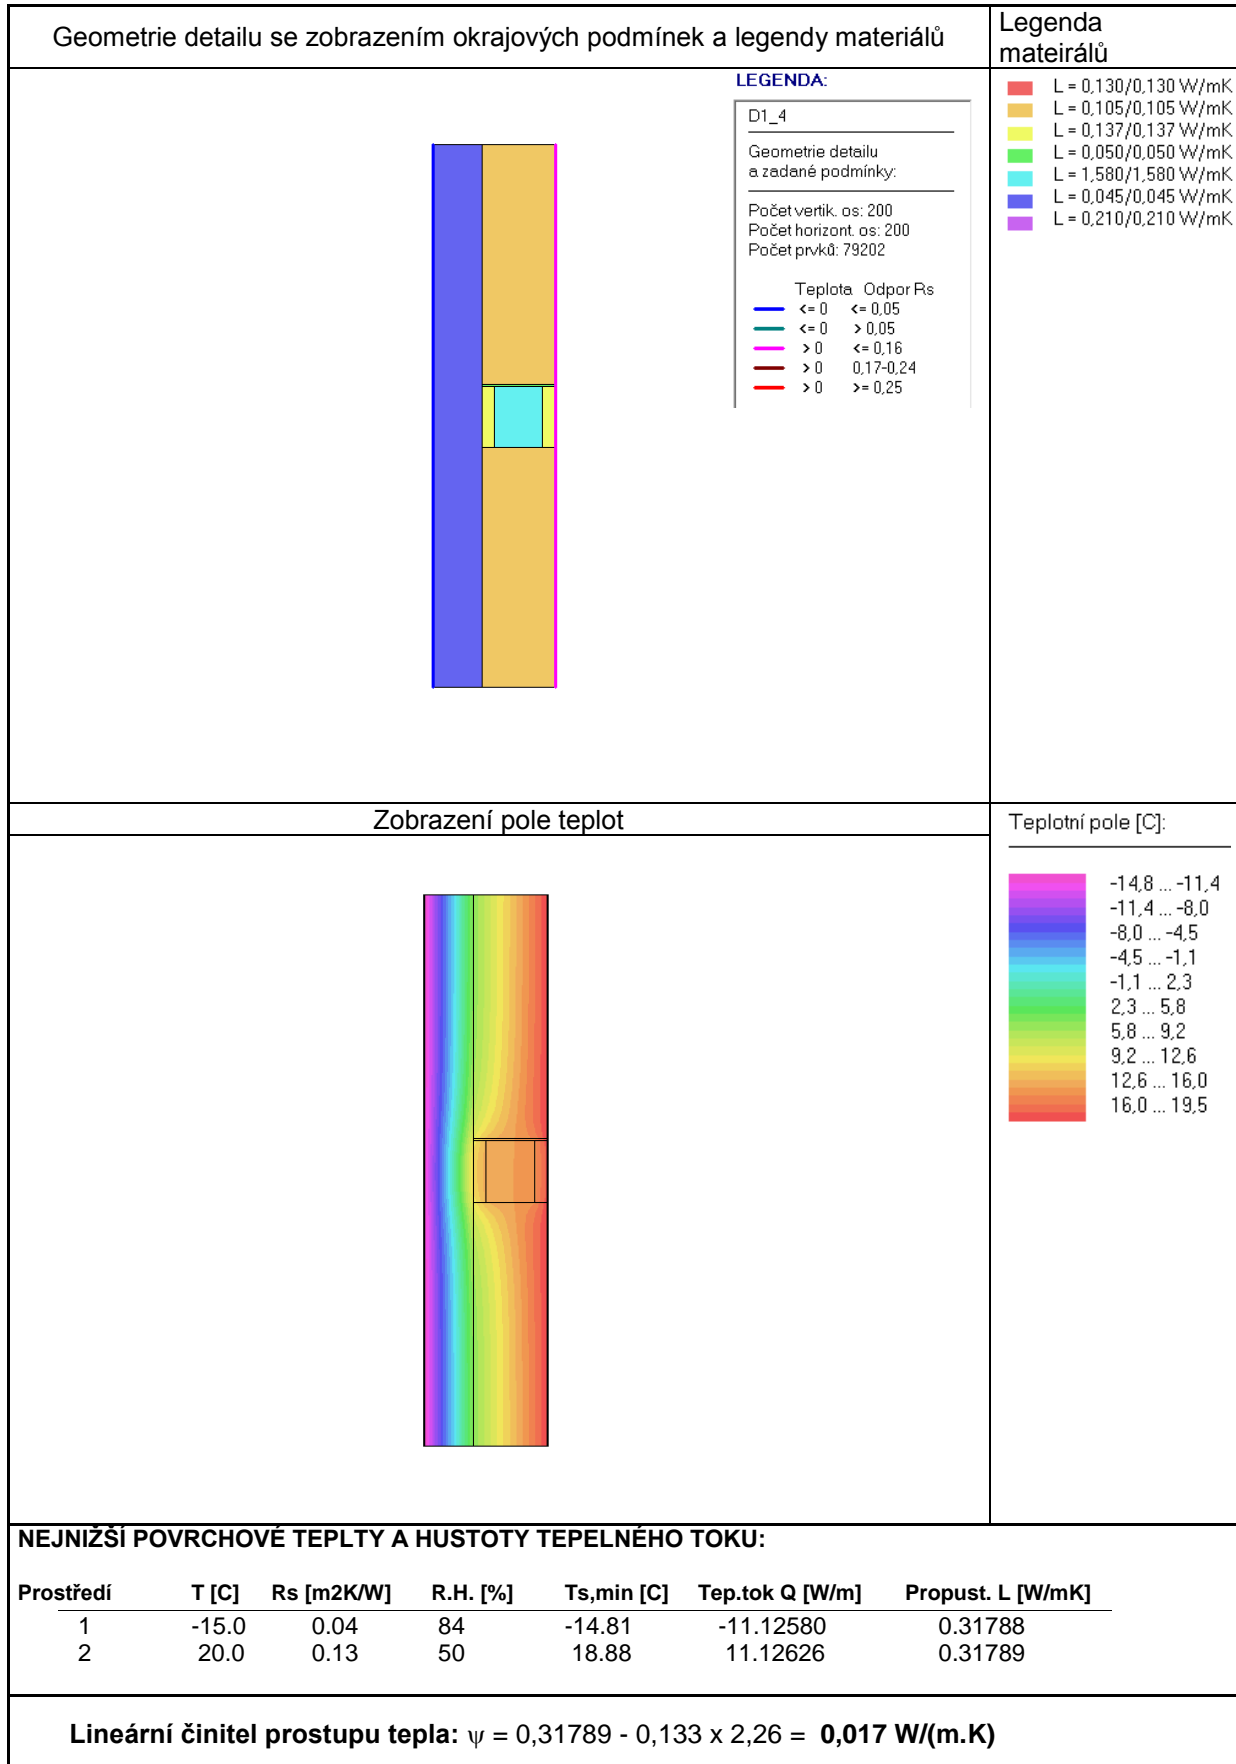 Geometrie detailu se zobrazením okrajových podmínek a legendy materiálů
Legenda
mateirálů
LEGENDA:
D1_4
Geometrie detailu
a zadané podmínky:
Počet vertik. os: 200
Počet horizont. os: 200
Počet prvků: 79202
Teplota Odpor Rs
<= 0 <= 0,05
<= 0 > 0,05
> 0 <= 0,16
> 0 0,17-0,24
> 0 >= 0,25
L = 0,130/0,130 W/mK
L = 0,105/0,105 W/mK
L = 0,137/0,137 W/mK
L = 0,050/0,050 W/mK
L = 1,580/1,580 W/mK
L = 0,045/0,045 W/mK
L = 0,210/0,210 W/mK
Zobrazení pole teplot
Teplotní pole [C]:
-14,8 ... -11,4
-11,4 ... -8,0
-8,0 ... -4,5
-4,5 ... -1,1
-1,1 ... 2,3
2,3 ... 5,8
5,8 ... 9,2
9,2 ... 12,6
12,6 ... 16,0
16,0 ... 19,5
NEJNIŽŠÍ POVRCHOVÉ TEPLTY A HUSTOTY TEPELNÉHO TOKU:
Prostředí T [C] Rs [m2K/W] R.H. [%] Ts,min [C] Tep.tok Q [W/m] Propust. L [W/mK]
1 -15.0 0.04 84 -14.81 -11.12580 0.31788
2 20.0 0.13 50 18.88 11.12626 0.31789
Lineární činitel prostupu tepla: ψ = 0,31789 - 0,133 x 2,26 = 0,017 W/(m.K)